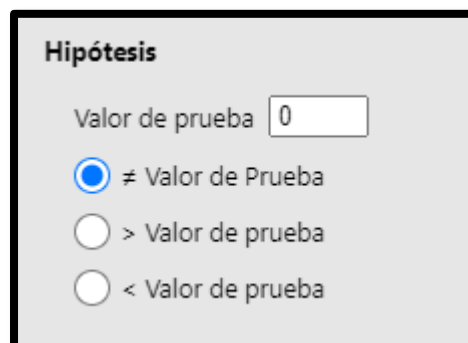 Hipótesis
Valor de prueba 0
≠ Valor de Prueba
> Valor de prueba
< Valor de prueba